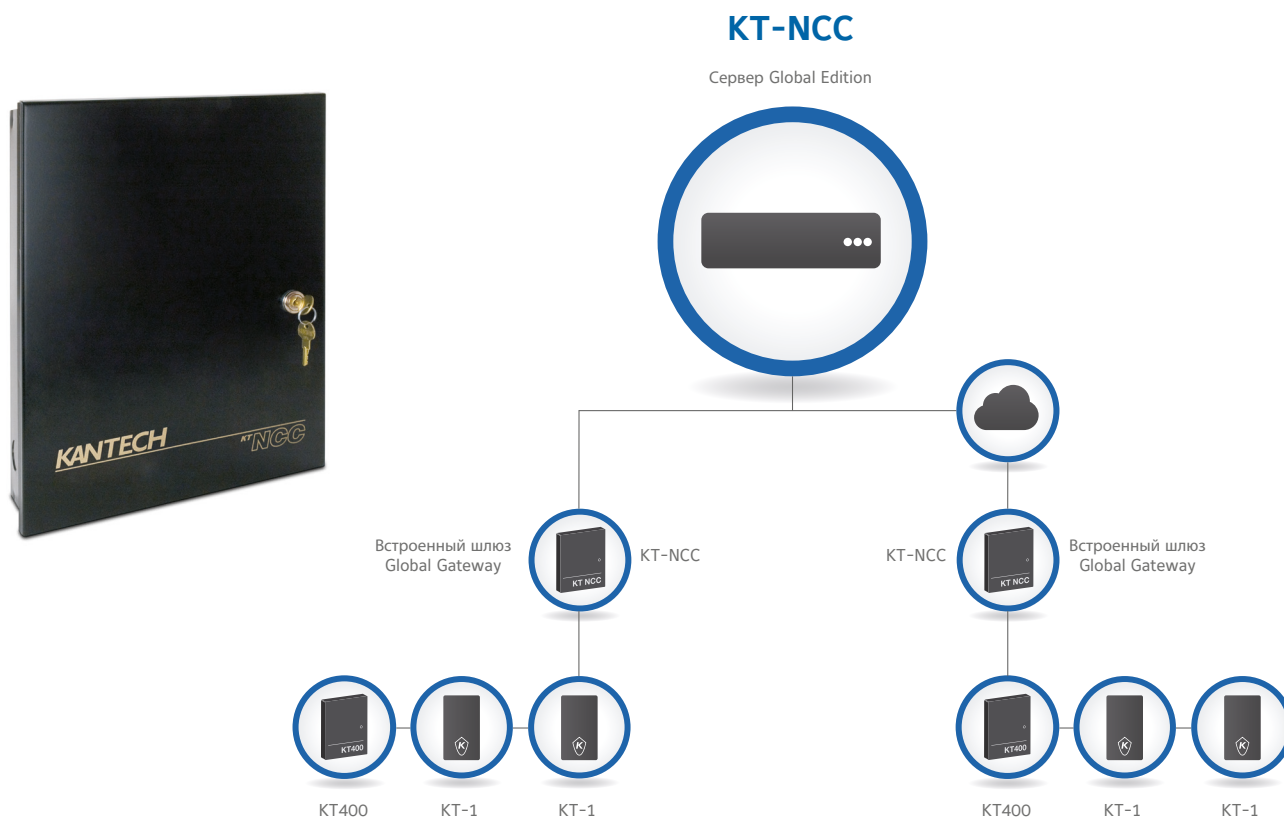 KT-NCC
Сервер Global Edition
KANTECH
KT NCC
Встроенный шлюз
Global Gateway
KT NCC
KT-NCC
KT-NCC
KT NCC
Встроенный шлюз
Global Gateway
KT400
K
K
KT400
K
K
KT400
KT-1
KT-1
KT400
KT-1
KT-1